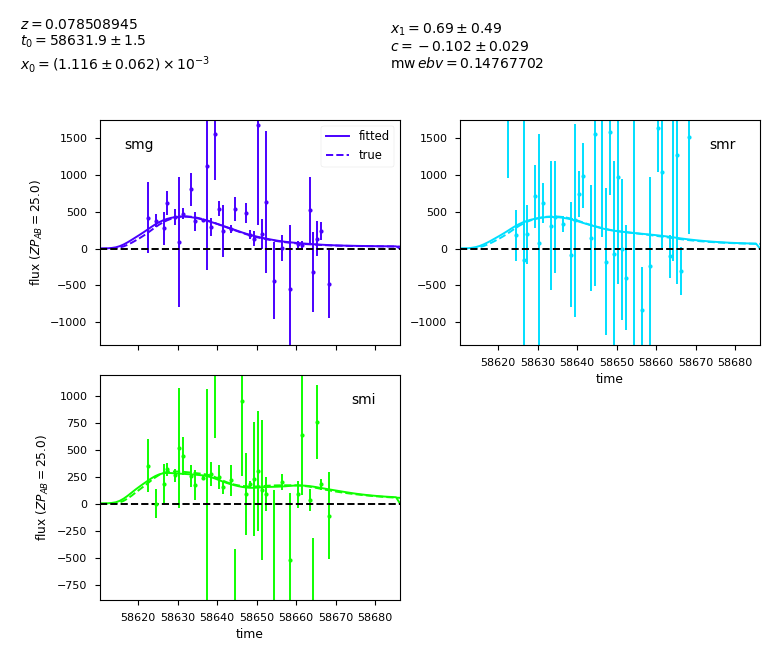 z = 0.078508945
t₀ = 58631.9 ± 1.5
x₀ = (1.116 ± 0.062) × 10⁻³
x₁ = 0.69 ± 0.49
c = −0.102 ± 0.029
mw ebv = 0.14767702
smg
fitted
true
1500
1000
500
0
−500
−1000
flux (ZP_AB = 25.0)
smr
1500
1000
500
0
−500
−1000
58620 58630 58640 58650 58660 58670 58680
time
smi
1000
750
500
250
0
−250
−500
−750
flux (ZP_AB = 25.0)
58620 58630 58640 58650 58660 58670 58680
time